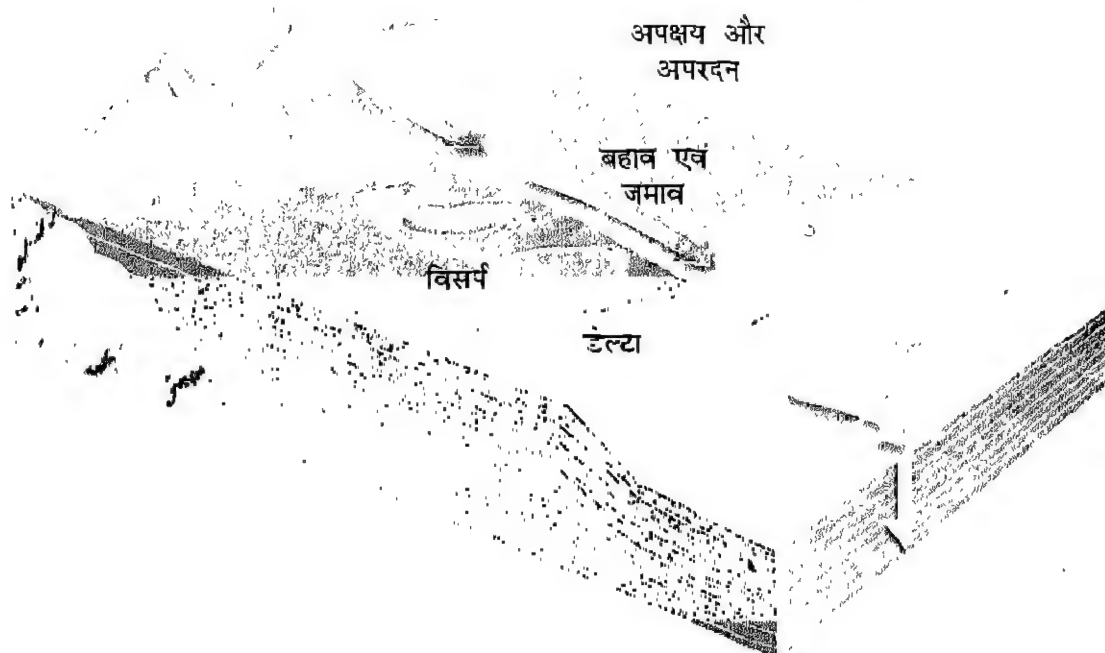 अपक्षय और
अपरदन
बहाव एवं
जमाव
विसर्प
डेल्टा